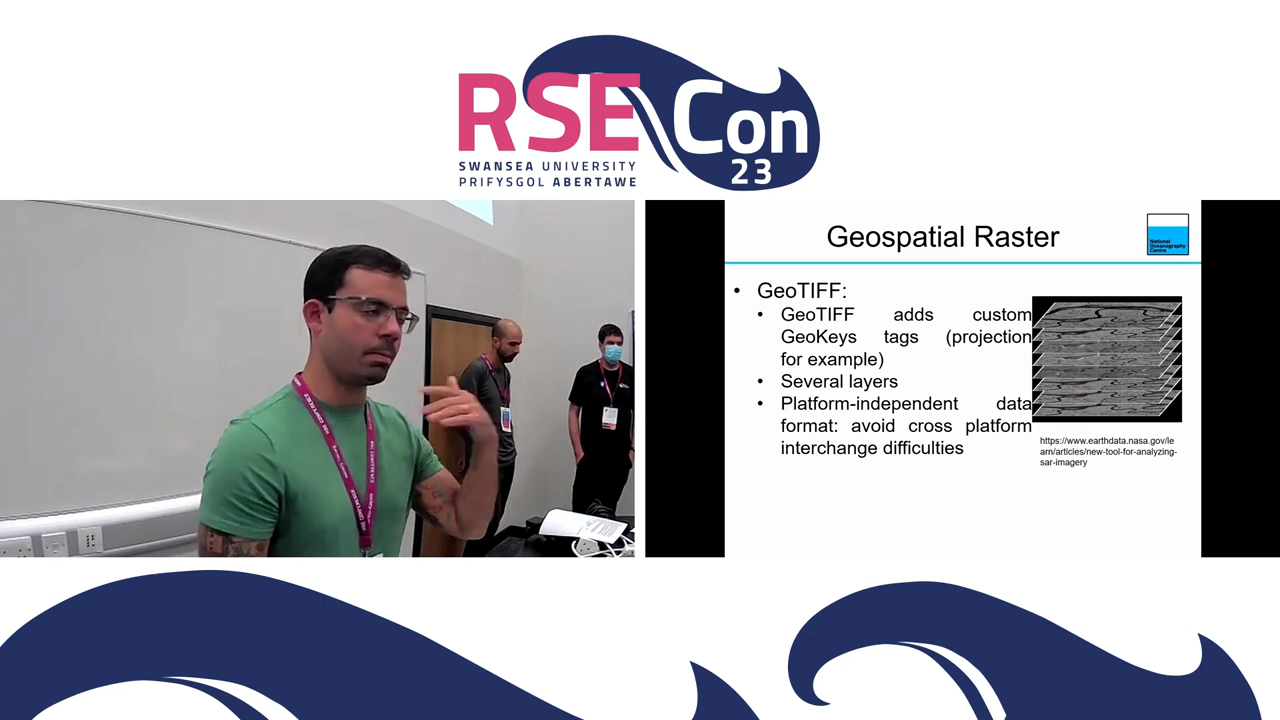 RSE Con
23
SWANSEA UNIVERSITY
PRIFYSGOL ABERTAWE
Geospatial Raster
National
Oceanography
Centre
• GeoTIFF:
• GeoTIFF adds custom
GeoKeys tags (projection
for example)
• Several layers
• Platform-independent data
format: avoid cross platform
interchange difficulties
https://www.earthdata.nasa.gov/le
arn/articles/new-tool-for-analyzing-
sar-imagery